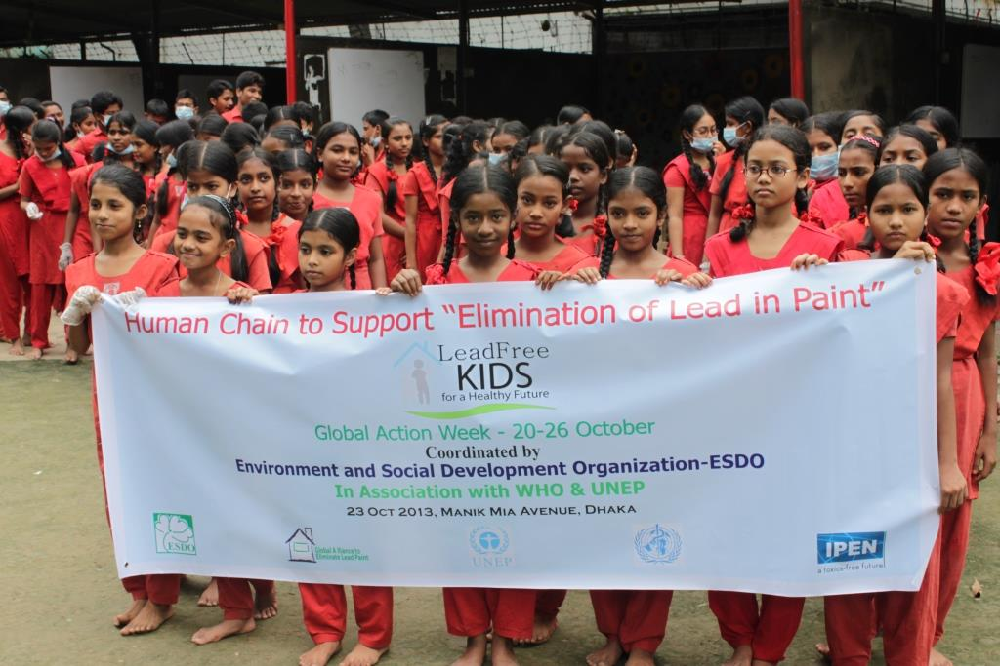 Human Chain to Support "Elimination of Lead in Paint"
LeadFree
KIDS
for a Healthy Future
Global Action Week - 20-26 October
Coordinated by
Environment and Social Development Organization-ESDO
In Association with WHO & UNEP
23 Oct 2013, Manik Mia Avenue, Dhaka
ESDO
Global A lliance to
Eliminate Lead Paint
UNEP
IPEN
a toxics-free future